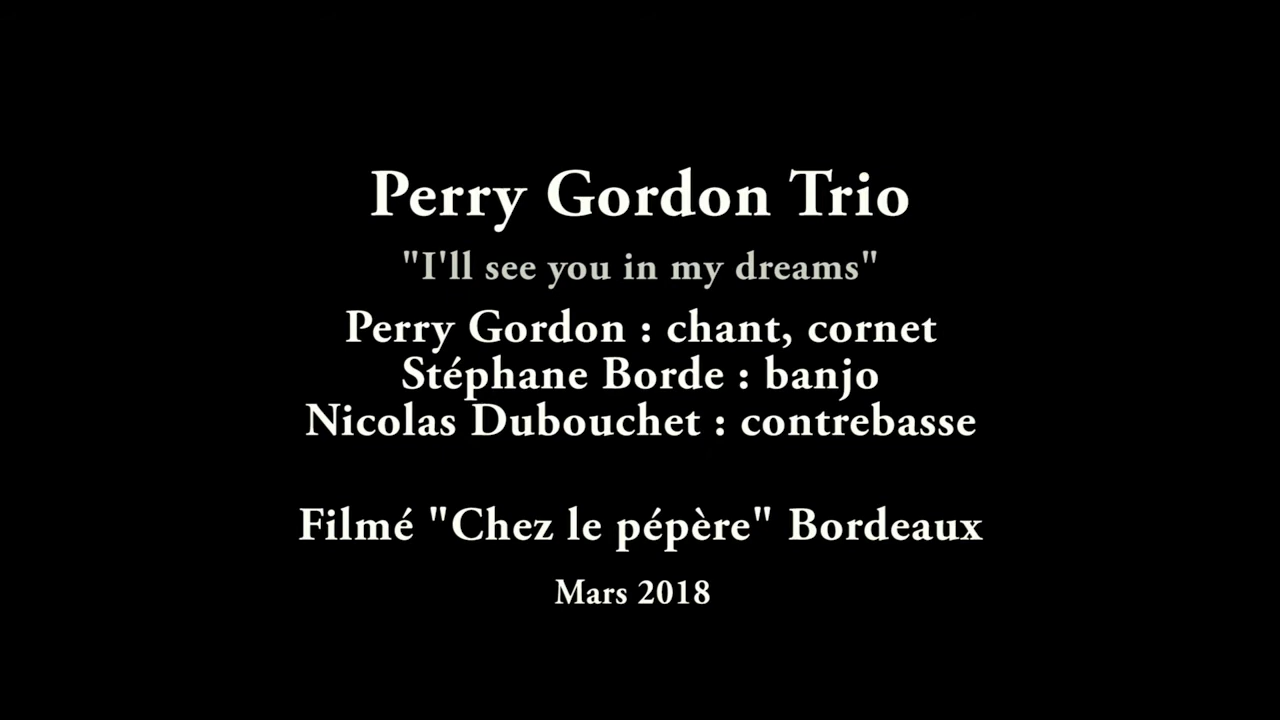 Perry Gordon Trio
"I'll see you in my dreams"
Perry Gordon : chant, cornet
Stéphane Borde : banjo
Nicolas Dubouchet : contrebasse
Filmé "Chez le pépère" Bordeaux
Mars 2018